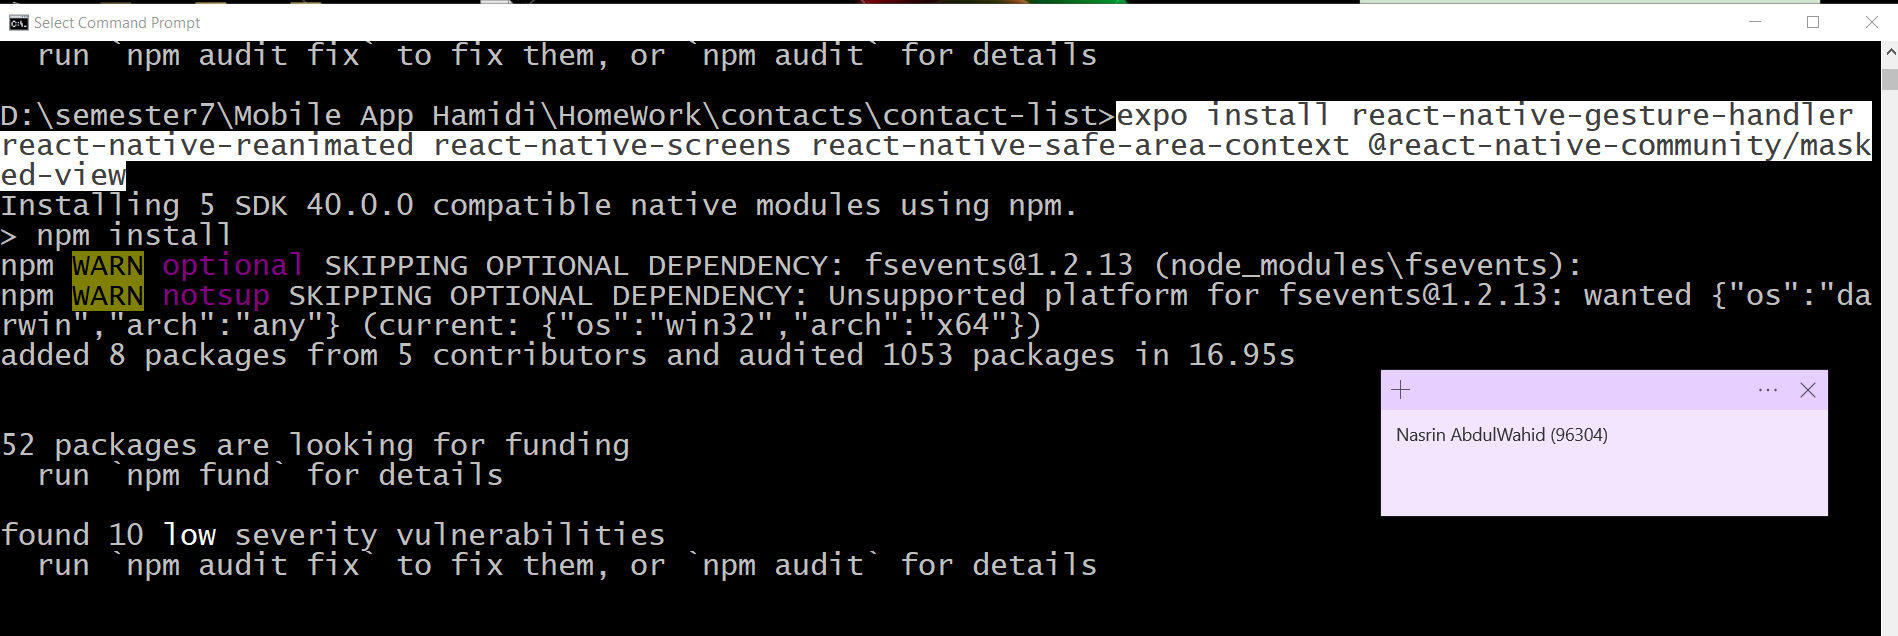 Select Command Prompt
run `npm audit fix` to fix them, or `npm audit` for details
D:\semester7\Mobile App Hamidi\HomeWork\contacts\contact-list>expo install react-native-gesture-handler
react-native-reanimated react-native-screens react-native-safe-area-context @react-native-community/mask
ed-view
Installing 5 SDK 40.0.0 compatible native modules using npm.
> npm install
npm WARN optional SKIPPING OPTIONAL DEPENDENCY: fsevents@1.2.13 (node_modules\fsevents):
npm WARN notsup SKIPPING OPTIONAL DEPENDENCY: Unsupported platform for fsevents@1.2.13: wanted {"os":"da
rwin","arch":"any"} (current: {"os":"win32","arch":"x64"})
added 8 packages from 5 contributors and audited 1053 packages in 16.95s
Nasrin AbdulWahid (96304)
52 packages are looking for funding
run `npm fund` for details
found 10 low severity vulnerabilities
run `npm audit fix` to fix them, or `npm audit` for details